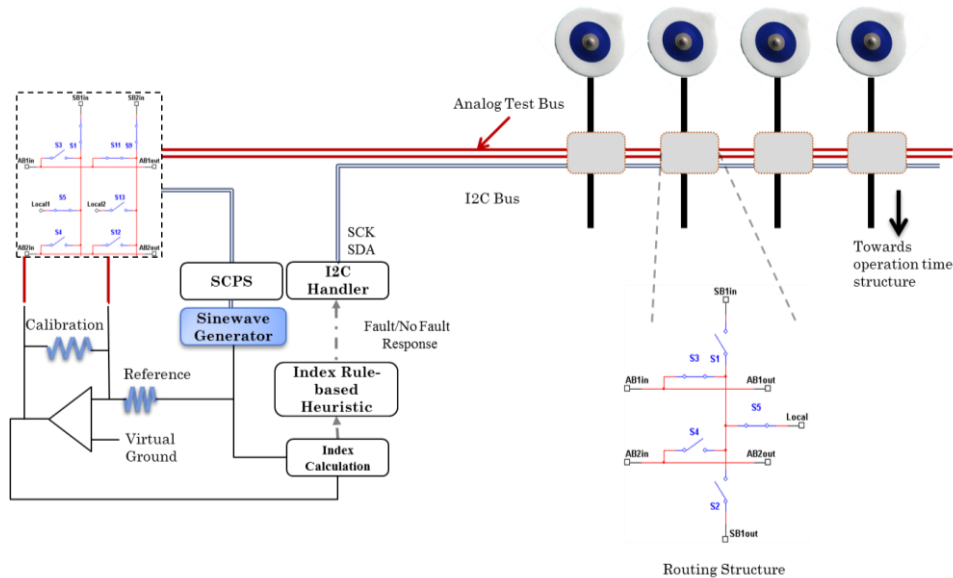 Analog Test Bus
I2C Bus
SB1in
SB2in
S3
S1
S11
S9
AB1in
AB1out
S5
S13
Local1
Local2
S4
S12
AB2in
AB2out
SCK
SDA
SCPS
I2C
Handler
Sinewave
Generator
Fault/No Fault
Response
Calibration
Reference
Index Rule-
based
Heuristic
Virtual
Ground
Index
Calculation
Towards
operation time
structure
SB1in
S3
S1
AB1in
AB1out
S5
Local
S4
AB2in
AB2out
S2
SB1out
Routing Structure